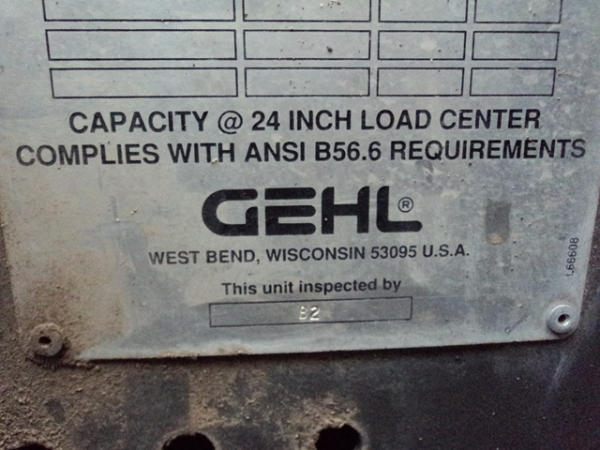 CAPACITY @ 24 INCH LOAD CENTER
COMPLIES WITH ANSI B56.6 REQUIREMENTS
GEHL®
WEST BEND, WISCONSIN 53095 U.S.A.
L66608
This unit inspected by
82